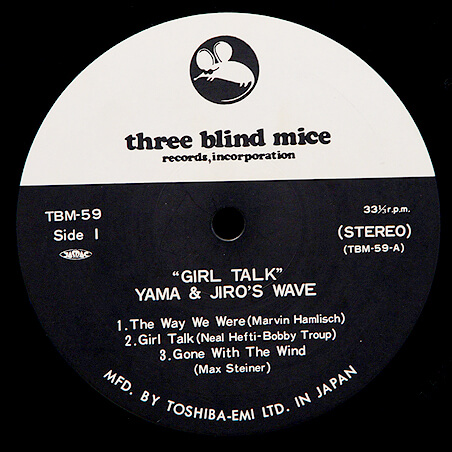 three blind mice
records, incorporation
TBM-59
33⅓ r.p.m.
Side 1
(STEREO)
(TBM-59-A)
"GIRL TALK"
YAMA & JIRO'S WAVE
1. The Way We Were (Marvin Hamlisch)
2. Girl Talk (Neal Hefti-Bobby Troup)
3. Gone With The Wind
(Max Steiner)
MFD. BY TOSHIBA-EMI LTD. IN JAPAN